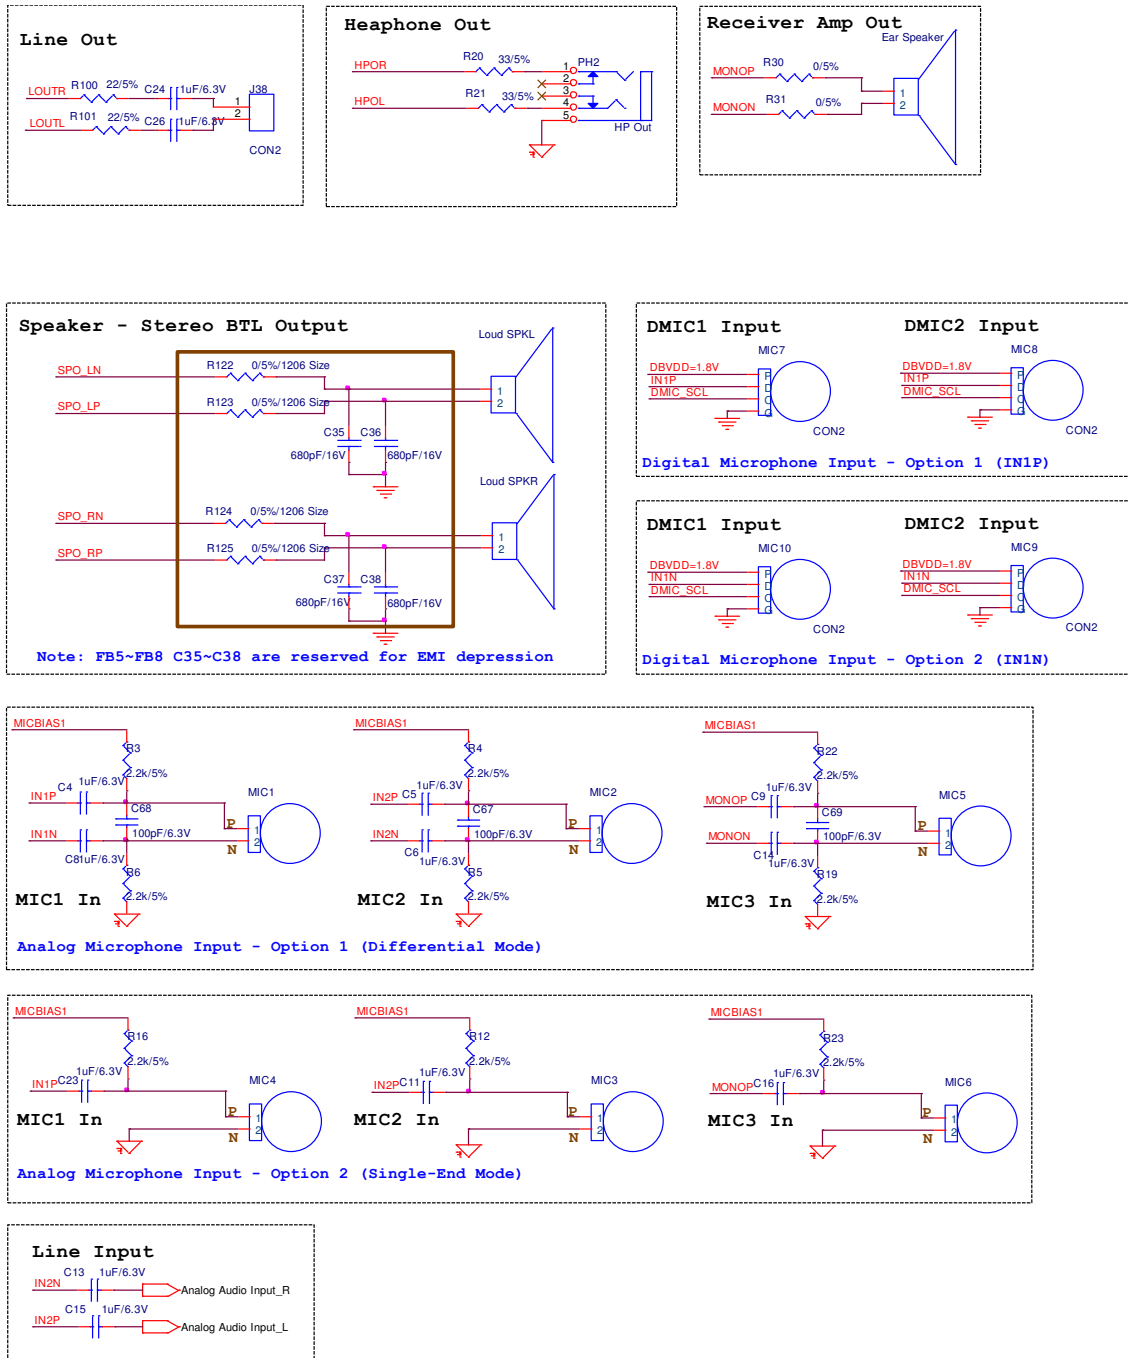 Line Out
LOUTR
R100
22/5%
C24
1uF/6.3V
J38
1
2
LOUTL
R101
22/5%
C26
1uF/6.3V
CON2
Heaphone Out
HPOR
R20
33/5%
1
PH2
2
3
HPOL
R21
33/5%
4
5
HP Out
Receiver Amp Out
Ear Speaker
MONOP
R30
0/5%
1
2
MONON
R31
0/5%
Speaker - Stereo BTL Output
Loud SPKL
SPO_LN
R122
0/5%/1206 Size
1
2
SPO_LP
R123
0/5%/1206 Size
C35
C36
680pF/16V
680pF/16V
Loud SPKR
SPO_RN
R124
0/5%/1206 Size
1
2
SPO_RP
R125
0/5%/1206 Size
C37
C38
680pF/16V
680pF/16V
Note: FB5~FB8 C35~C38 are reserved for EMI depression
DMIC1 Input
MIC7
DBVDD=1.8V
IN1P
DMIC_SCL
P
D
C
G
CON2
DMIC2 Input
MIC8
DBVDD=1.8V
IN1P
DMIC_SCL
P
D
C
G
CON2
Digital Microphone Input - Option 1 (IN1P)
DMIC1 Input
MIC10
DBVDD=1.8V
IN1N
DMIC_SCL
P
D
C
G
CON2
DMIC2 Input
MIC9
DBVDD=1.8V
IN1N
DMIC_SCL
P
D
C
G
CON2
Digital Microphone Input - Option 2 (IN1N)
MICBIAS1
R3
2.2k/5%
1uF/6.3V
IN1P
C4
C68
MIC1
P
1
2
N
IN1N
100pF/6.3V
C8
1uF/6.3V
R6
2.2k/5%
MIC1 In
MICBIAS1
R4
2.2k/5%
1uF/6.3V
IN2P
C5
C67
MIC2
P
1
2
N
IN2N
100pF/6.3V
C6
1uF/6.3V
R5
2.2k/5%
MIC2 In
MICBIAS1
R22
2.2k/5%
1uF/6.3V
MONOP
C9
C69
MIC5
P
1
2
N
MONON
100pF/6.3V
C14
1uF/6.3V
R19
2.2k/5%
MIC3 In
Analog Microphone Input - Option 1 (Differential Mode)
MICBIAS1
R16
2.2k/5%
1uF/6.3V
IN1P
C23
MIC4
P
1
2
N
MIC1 In
MICBIAS1
R12
2.2k/5%
1uF/6.3V
IN2P
C11
MIC3
P
1
2
N
MIC2 In
MICBIAS1
R23
2.2k/5%
1uF/6.3V
MONOP
C16
MIC6
P
1
2
N
MIC3 In
Analog Microphone Input - Option 2 (Single-End Mode)
Line Input
C13
1uF/6.3V
IN2N
Analog Audio Input_R
C15
1uF/6.3V
IN2P
Analog Audio Input_L